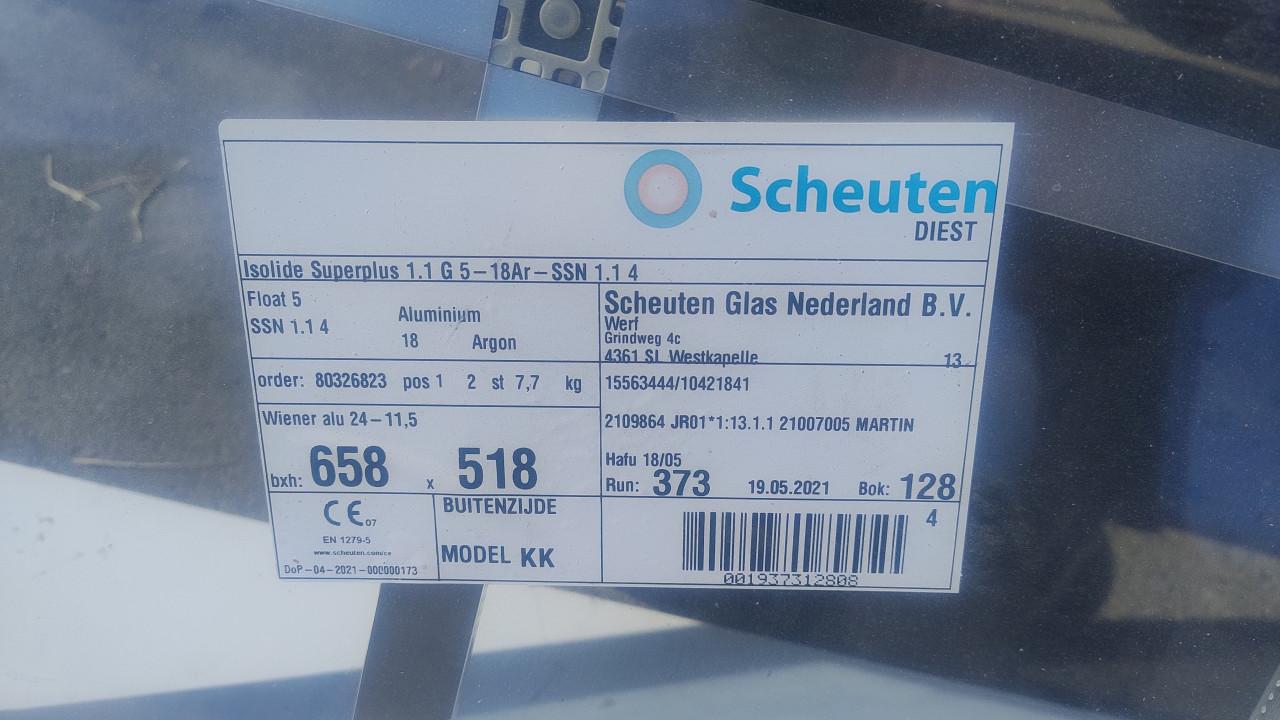 Scheuten
DIEST
Isolide Superplus 1.1 G 5-18Ar-SSN 1.1 4
Float 5
SSN 1.1 4
Aluminium
18 Argon
Scheuten Glas Nederland B.V.
Werf
Grindweg 4c
4361 SL Westkapelle 13
order: 80326823 pos 1 2 st 7,7 kg
15563444/10421841
Wiener alu 24-11,5
2109864 JR01*1:13.1.1 21007005 MARTIN
bxh: 658 x 518
Hafu 18/05
Run: 373 19.05.2021 Bok: 128
4
CE 07
EN 1279-5
www.scheuten.com/ce
DoP-04-2021-000000173
BUITENZIJDE
MODEL KK
001937312808